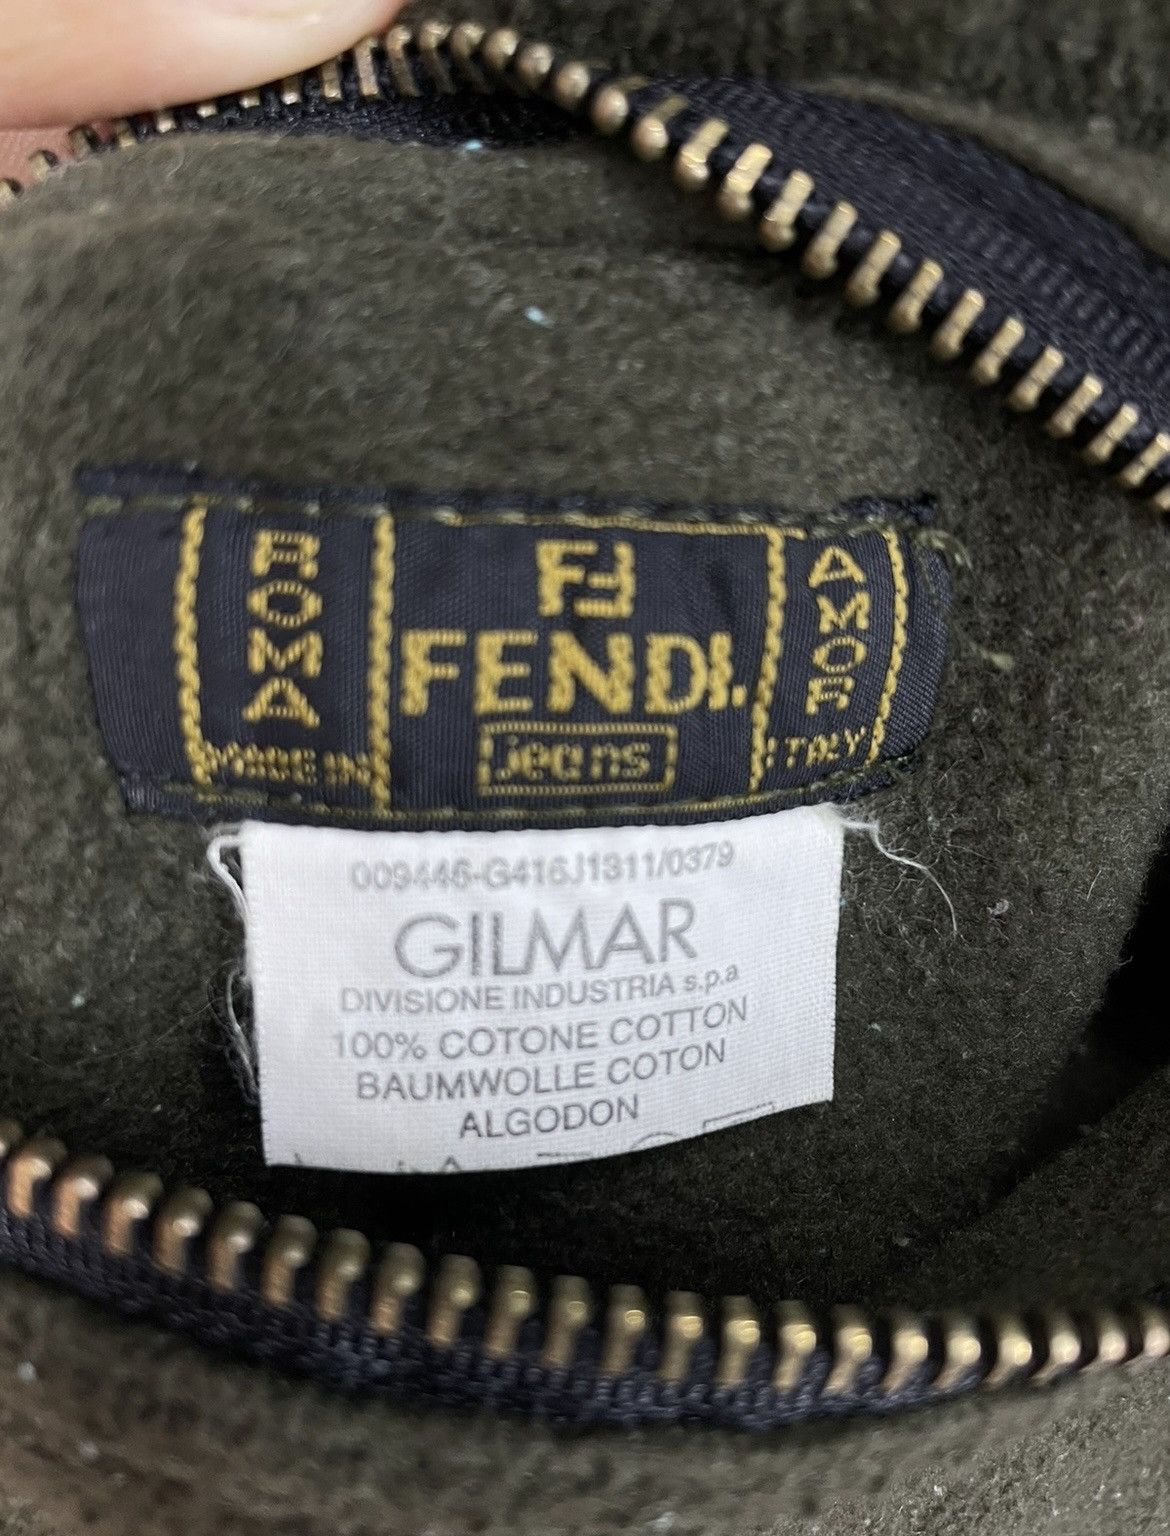 ROMA
FF
FENDI.
jeans
AMOR
MADE IN
ITALY
009446-G416J1311/0379
GILMAR
DIVISIONE INDUSTRIA s.p.a
100% COTONE COTTON
BAUMWOLLE COTON
ALGODON